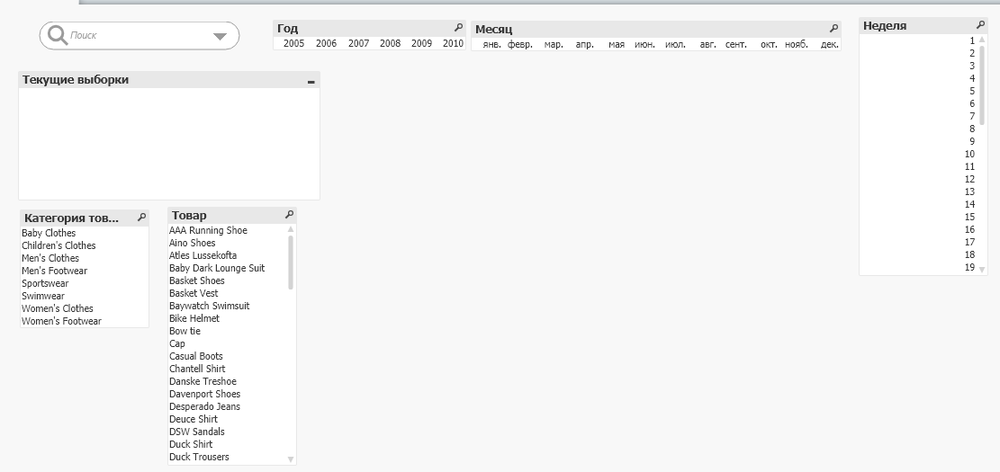 Поиск
Год
2005 2006 2007 2008 2009 2010
Месяц
янв. февр. мар. апр. мая июн. июл. авг. сент. окт. нояб. дек.
Неделя
1
2
3
4
5
6
7
8
9
10
11
12
13
14
15
16
17
18
19
Текущие выборки
Категория тов...
Baby Clothes
Children's Clothes
Men's Clothes
Men's Footwear
Sportswear
Swimwear
Women's Clothes
Women's Footwear
Товар
AAA Running Shoe
Aino Shoes
Atles Lussekofta
Baby Dark Lounge Suit
Basket Shoes
Basket Vest
Baywatch Swimsuit
Bike Helmet
Bow tie
Cap
Casual Boots
Chantell Shirt
Danske Treshoe
Davenport Shoes
Desperado Jeans
Deuce Shirt
DSW Sandals
Duck Shirt
Duck Trousers